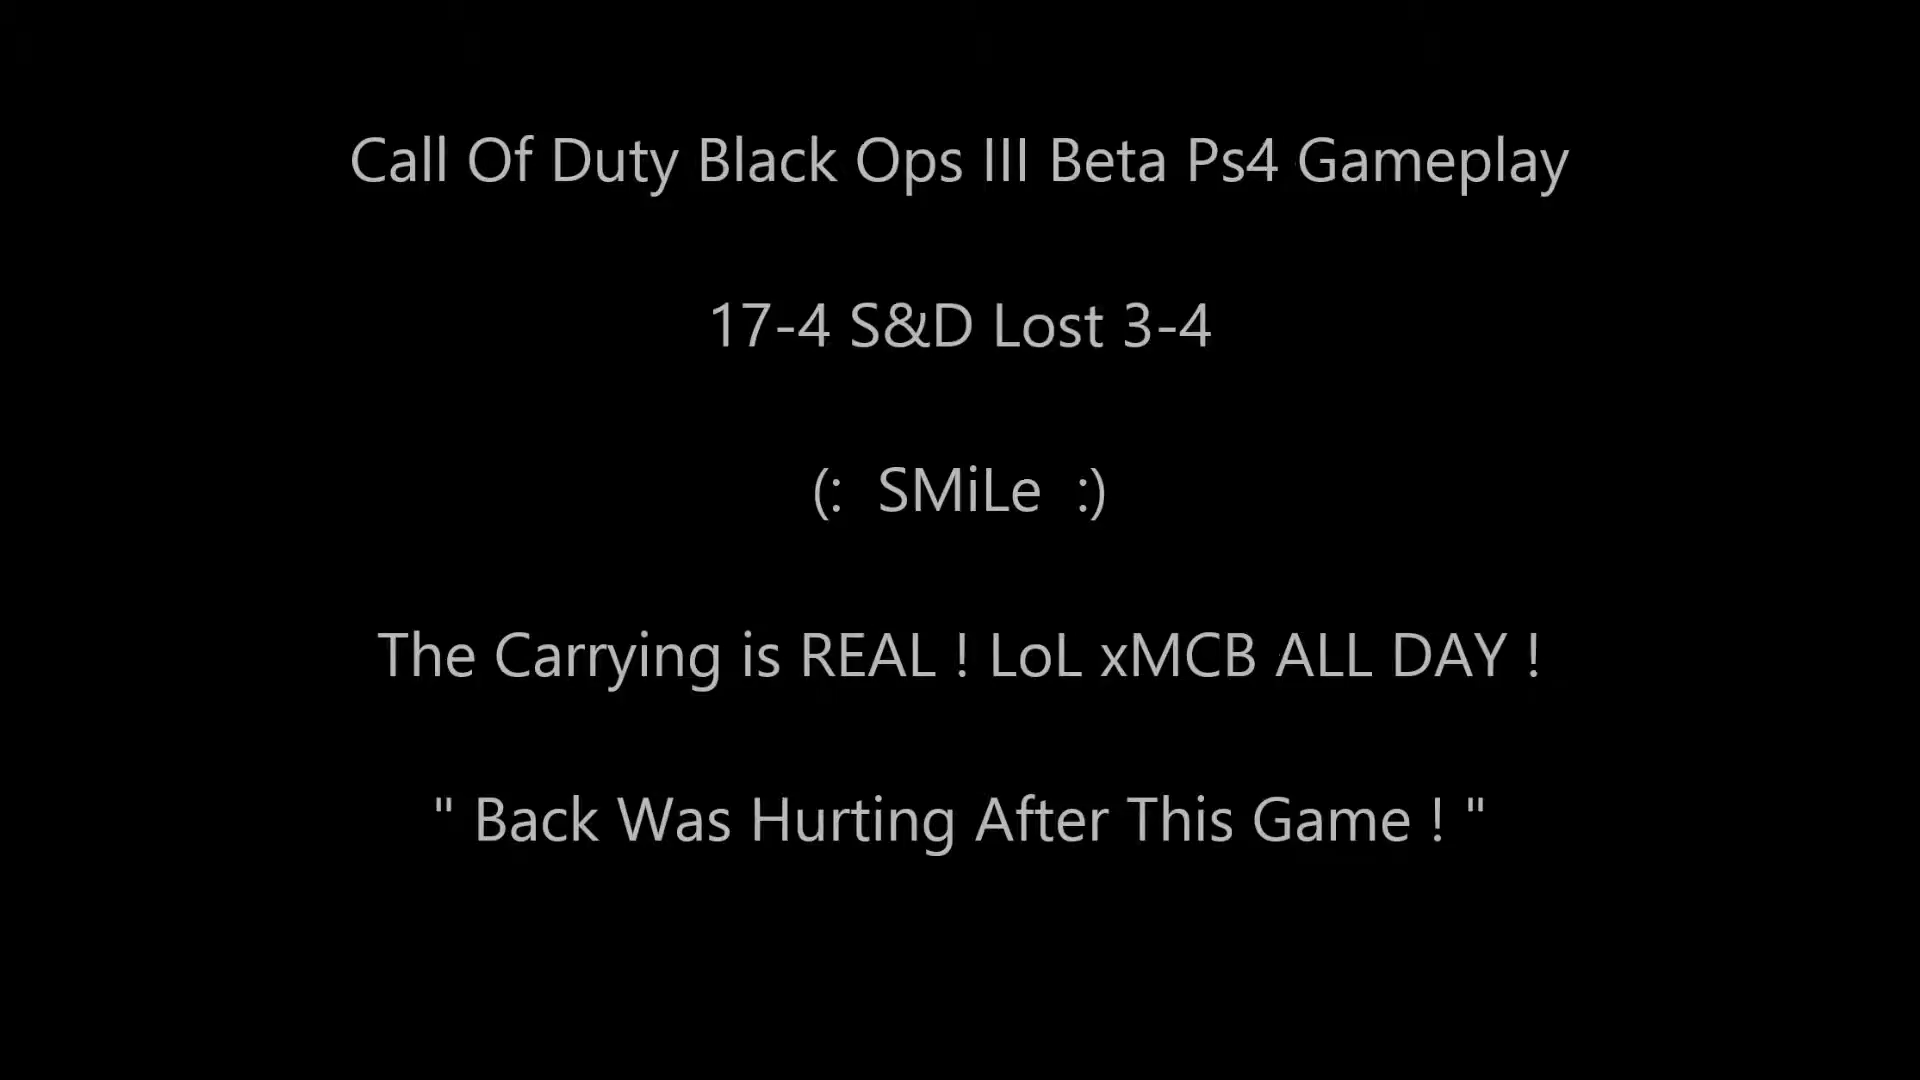 Call Of Duty Black Ops III Beta Ps4 Gameplay
17-4 S&D Lost 3-4
(:  SMiLe  :)
The Carrying is REAL ! LoL xMCB ALL DAY !
" Back Was Hurting After This Game ! "